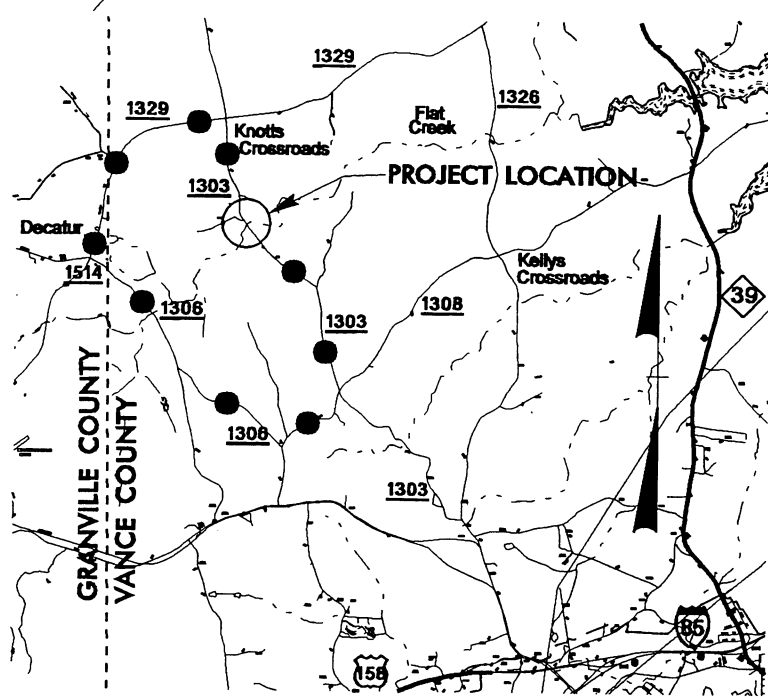 1329
1329
1326
Flat
Creek
Knotts
Crossroads
PROJECT LOCATION
1303
Decatur
1514
Kellys
Crossroads
39
1306
1303
1308
GRANVILLE COUNTY
VANCE COUNTY
1306
1303
85
158